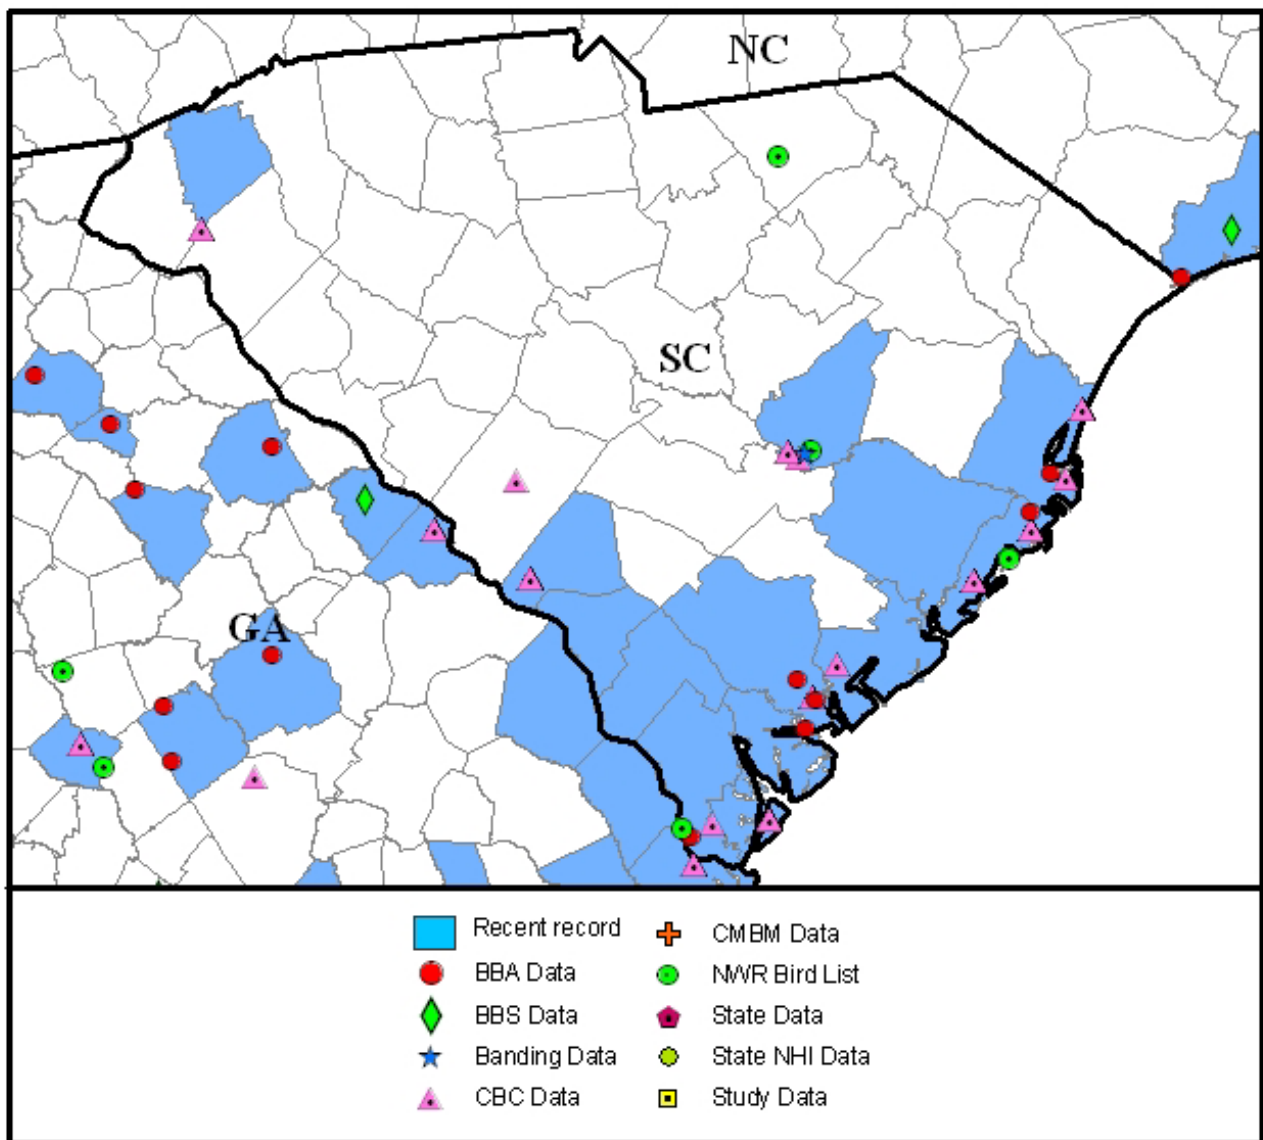 NC
SC
GA
Recent record
CMBM Data
BBA Data
NWR Bird List
BBS Data
State Data
Banding Data
State NHI Data
CBC Data
Study Data